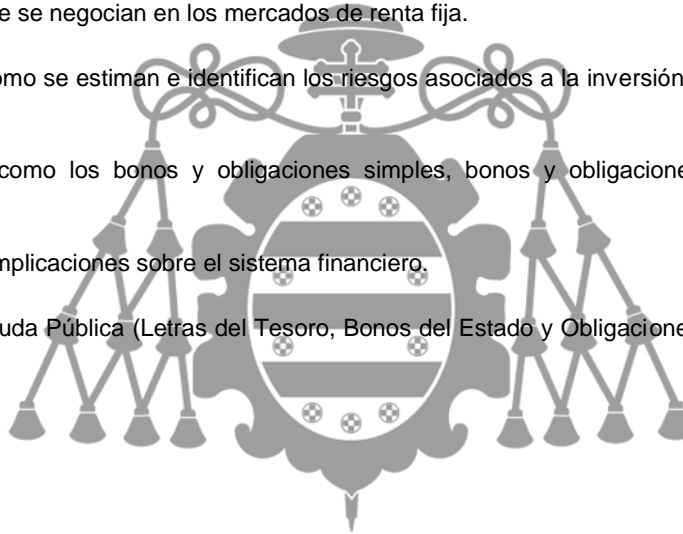 e se negocian en los mercados de renta fija.
omo se estiman e identifican los riesgos asociados a la inversión
como los bonos y obligaciones simples, bonos y obligacione
mplicaciones sobre el sistema financiero.
uda Pública (Letras del Tesoro, Bonos del Estado y Obligacione